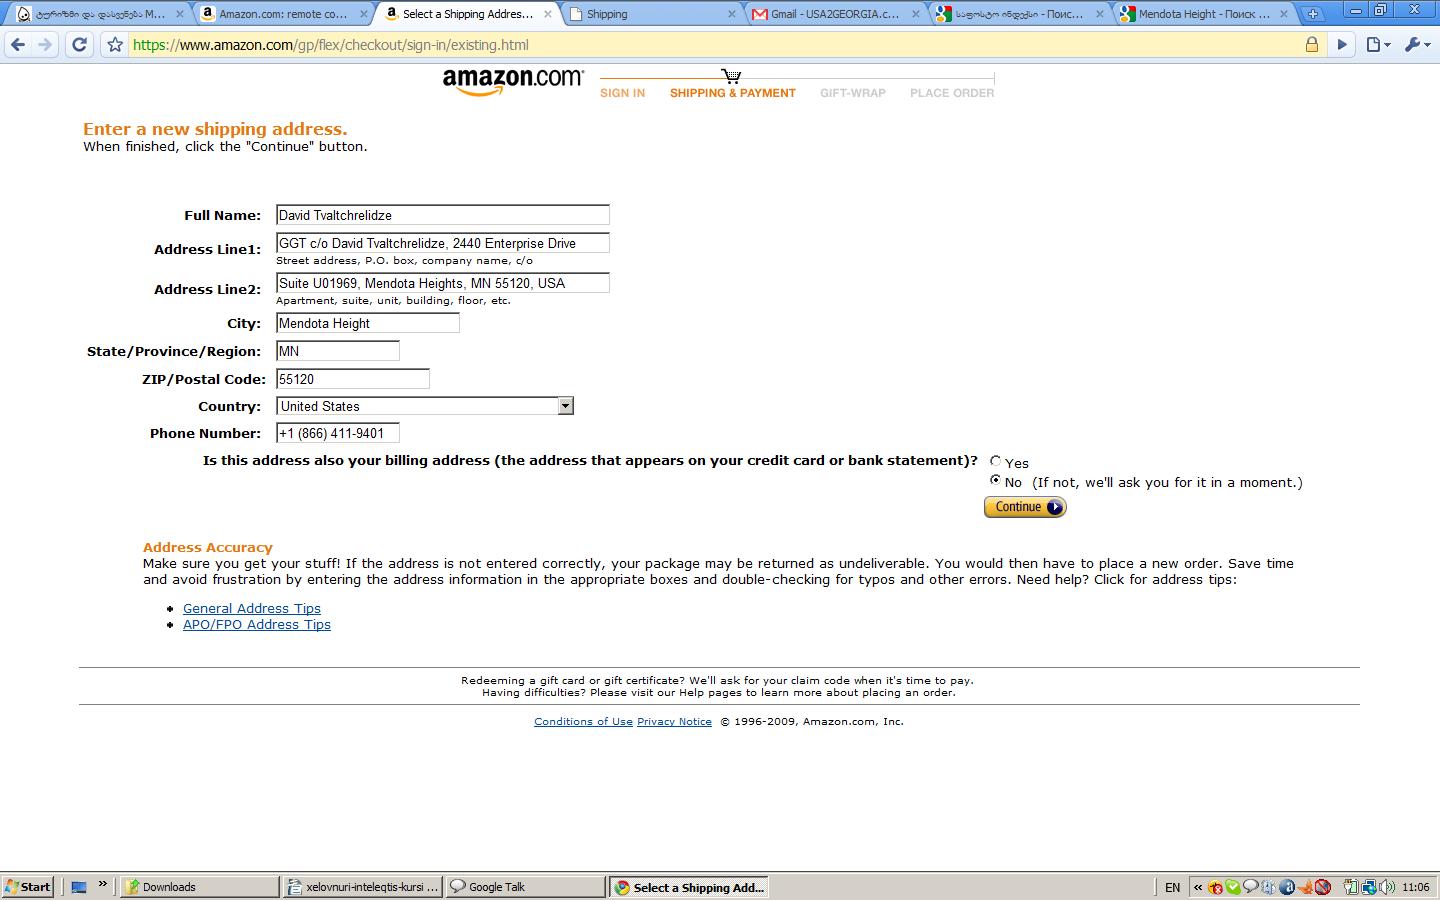 ტურიზმი და დასვენება M...
Amazon.com: remote co...
Select a Shipping Addres...
Shipping
Gmail - USA2GEORGIA.c...
საფოსტო ინდექსი - Поис...
Mendota Height - Поиск ...
https://www.amazon.com/gp/flex/checkout/sign-in/existing.html
amazon.com
SIGN IN
SHIPPING & PAYMENT
GIFT-WRAP
PLACE ORDER
Enter a new shipping address.
When finished, click the "Continue" button.
Full Name: David Tvaltchrelidze
Address Line1: GGT c/o David Tvaltchrelidze, 2440 Enterprise Drive
Street address, P.O. box, company name, c/o
Address Line2: Suite U01969, Mendota Heights, MN 55120, USA
Apartment, suite, unit, building, floor, etc.
City: Mendota Height
State/Province/Region: MN
ZIP/Postal Code: 55120
Country: United States
Phone Number: +1 (866) 411-9401
Is this address also your billing address (the address that appears on your credit card or bank statement)? Yes
No (If not, we'll ask you for it in a moment.)
Continue
Address Accuracy
Make sure you get your stuff! If the address is not entered correctly, your package may be returned as undeliverable. You would then have to place a new order. Save time
and avoid frustration by entering the address information in the appropriate boxes and double-checking for typos and other errors. Need help? Click for address tips:
General Address Tips
APO/FPO Address Tips
Redeeming a gift card or gift certificate? We'll ask for your claim code when it's time to pay.
Having difficulties? Please visit our Help pages to learn more about placing an order.
Conditions of Use Privacy Notice © 1996-2009, Amazon.com, Inc.
Start
Downloads
xelovnuri-inteleqtis-kursi ...
Google Talk
Select a Shipping Add...
EN
11:06